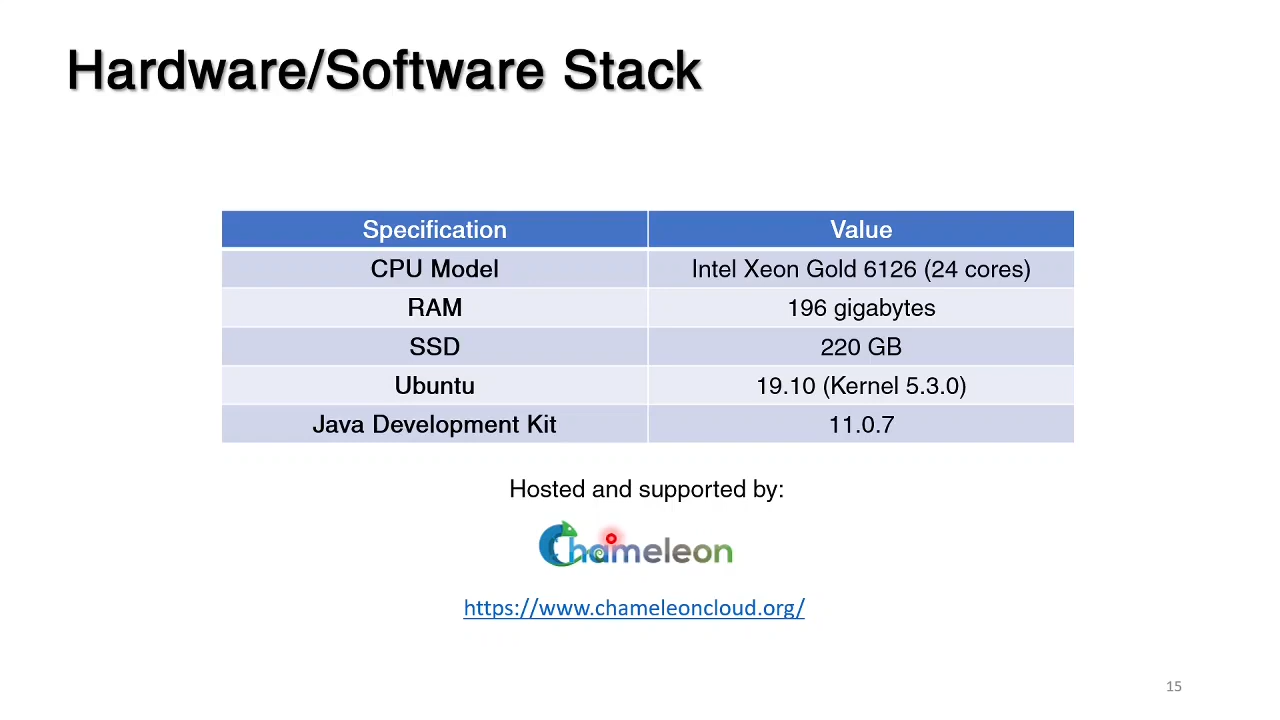 Hardware/Software Stack
Specification Value
CPU Model Intel Xeon Gold 6126 (24 cores)
RAM 196 gigabytes
SSD 220 GB
Ubuntu 19.10 (Kernel 5.3.0)
Java Development Kit 11.0.7
Hosted and supported by:
Chameleon
https://www.chameleoncloud.org/
15